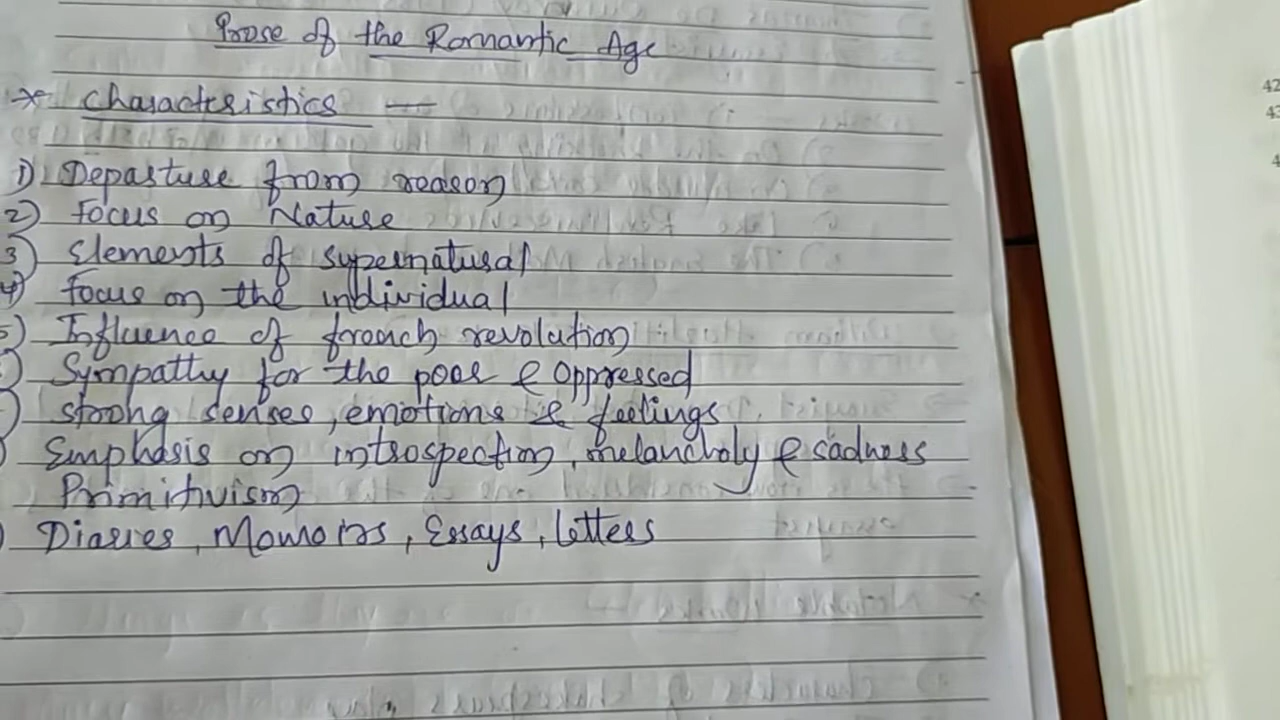 Prose of the Romantic Age
* Characteristics —
1) Departure from reason
2) Focus on Nature
3) Elements of supernatural
4) Focus on the individual
5) Influence of french revolution
) Sympathy for the poor & oppressed
) strong senses, emotions & feelings
) Emphasis on introspection, melancholy & sadness
Primitivism
) Diaries, Memoirs, Essays, letters
42